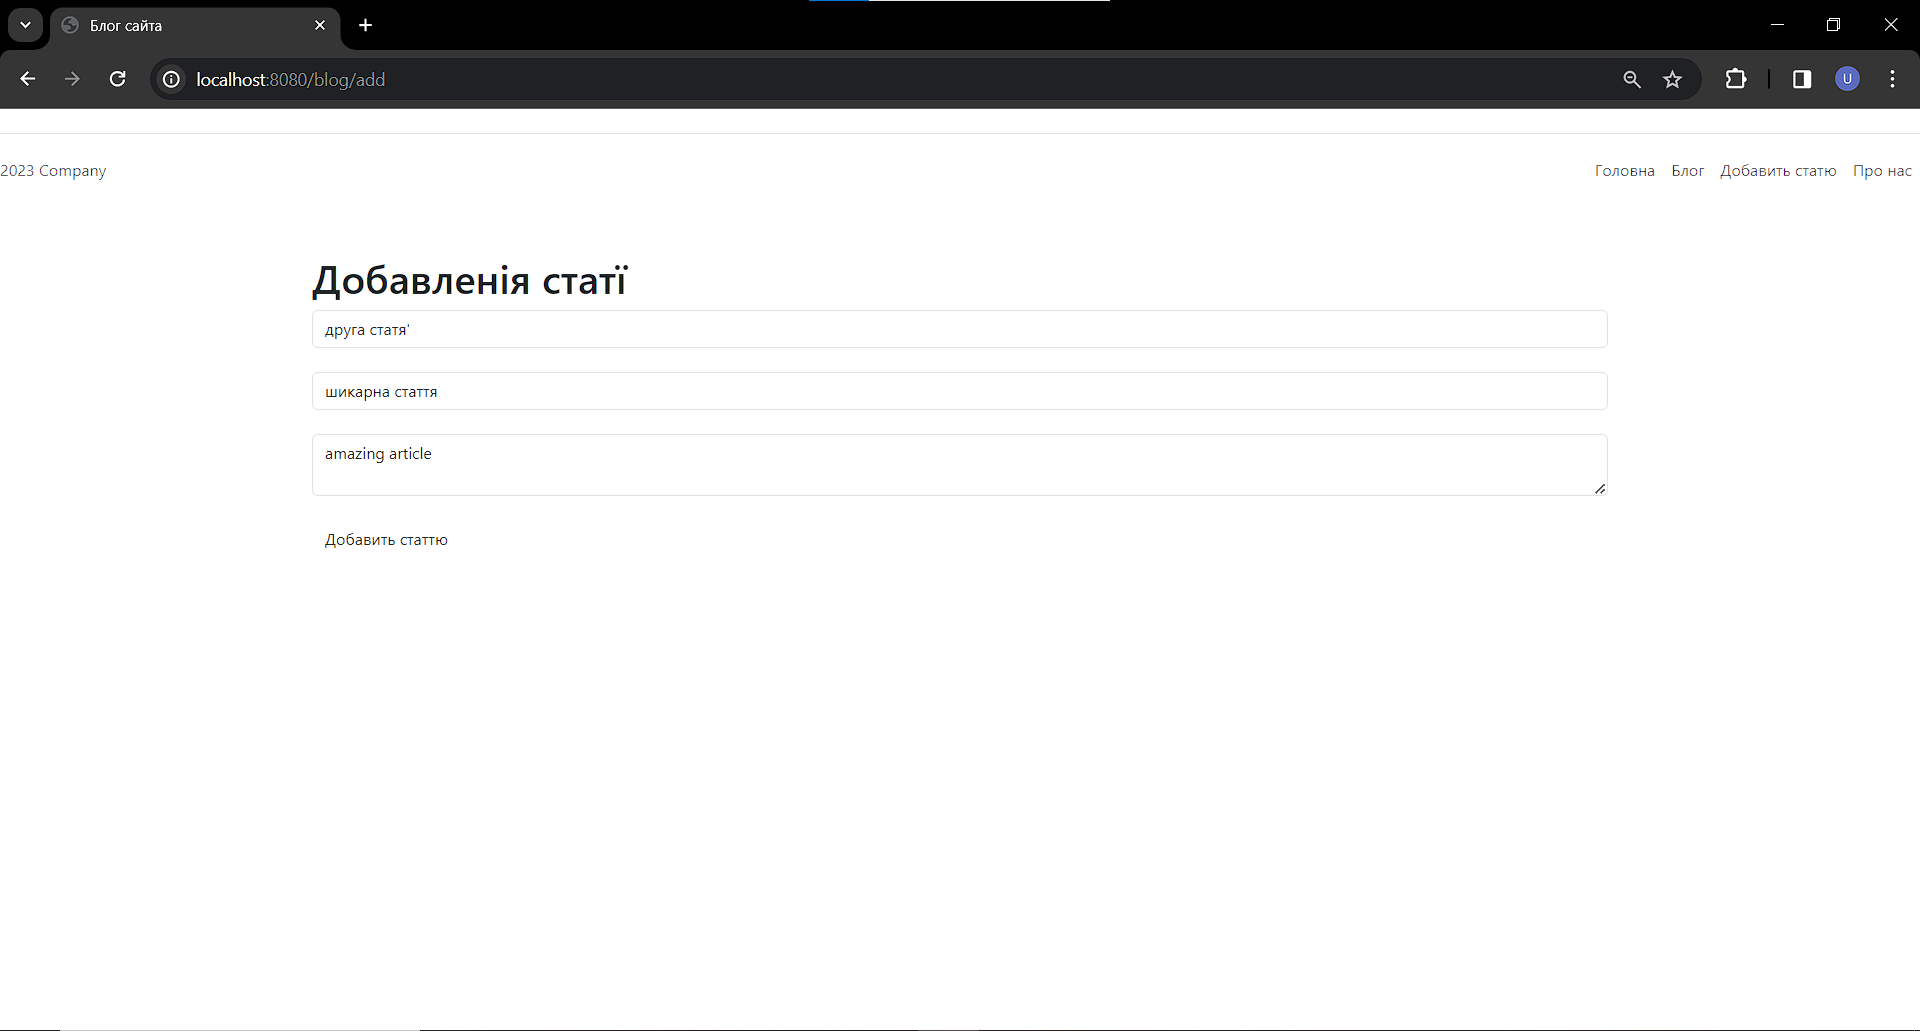 Блог сайта
localhost:8080/blog/add
U
2023 Company
Головна Блог Добавить статю Про нас
Добавленія статї
друга статя'
шикарна стаття
amazing article
Добавить статтю